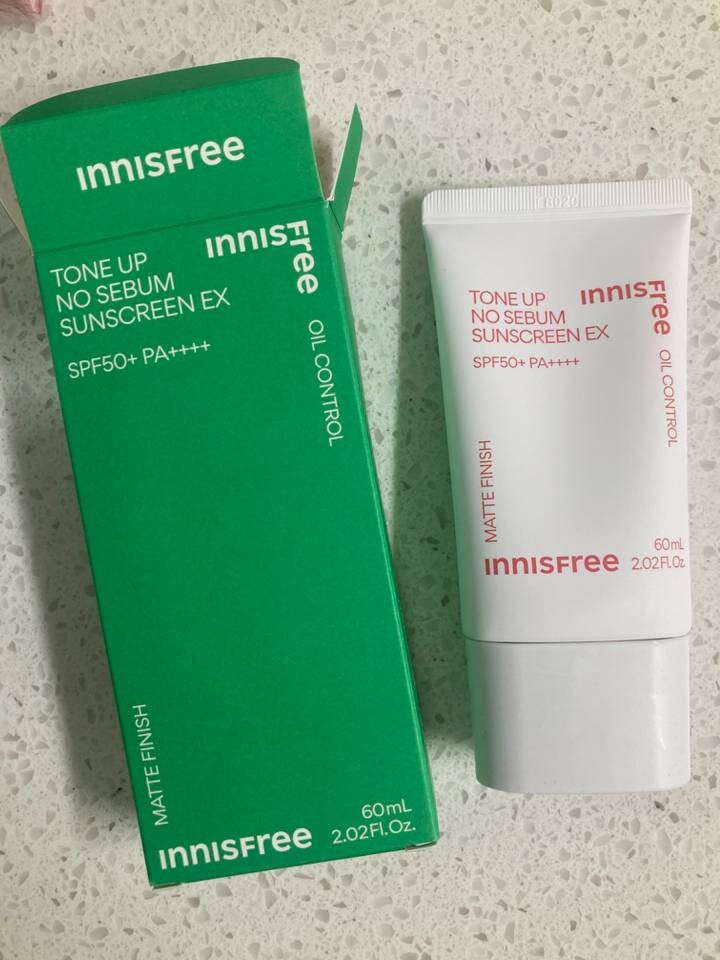 INNISFree
TONE UP
NO SEBUM
SUNSCREEN EX
SPF50+ PA++++
INNISFree
OIL CONTROL
MATTE FINISH
INNISFree
60mL
2.02Fl.Oz.
TONE UP
NO SEBUM
SUNSCREEN EX
SPF50+ PA++++
INNISFree
OIL CONTROL
MATTE FINISH
INNISFree
60mL
2.02Fl.Oz.